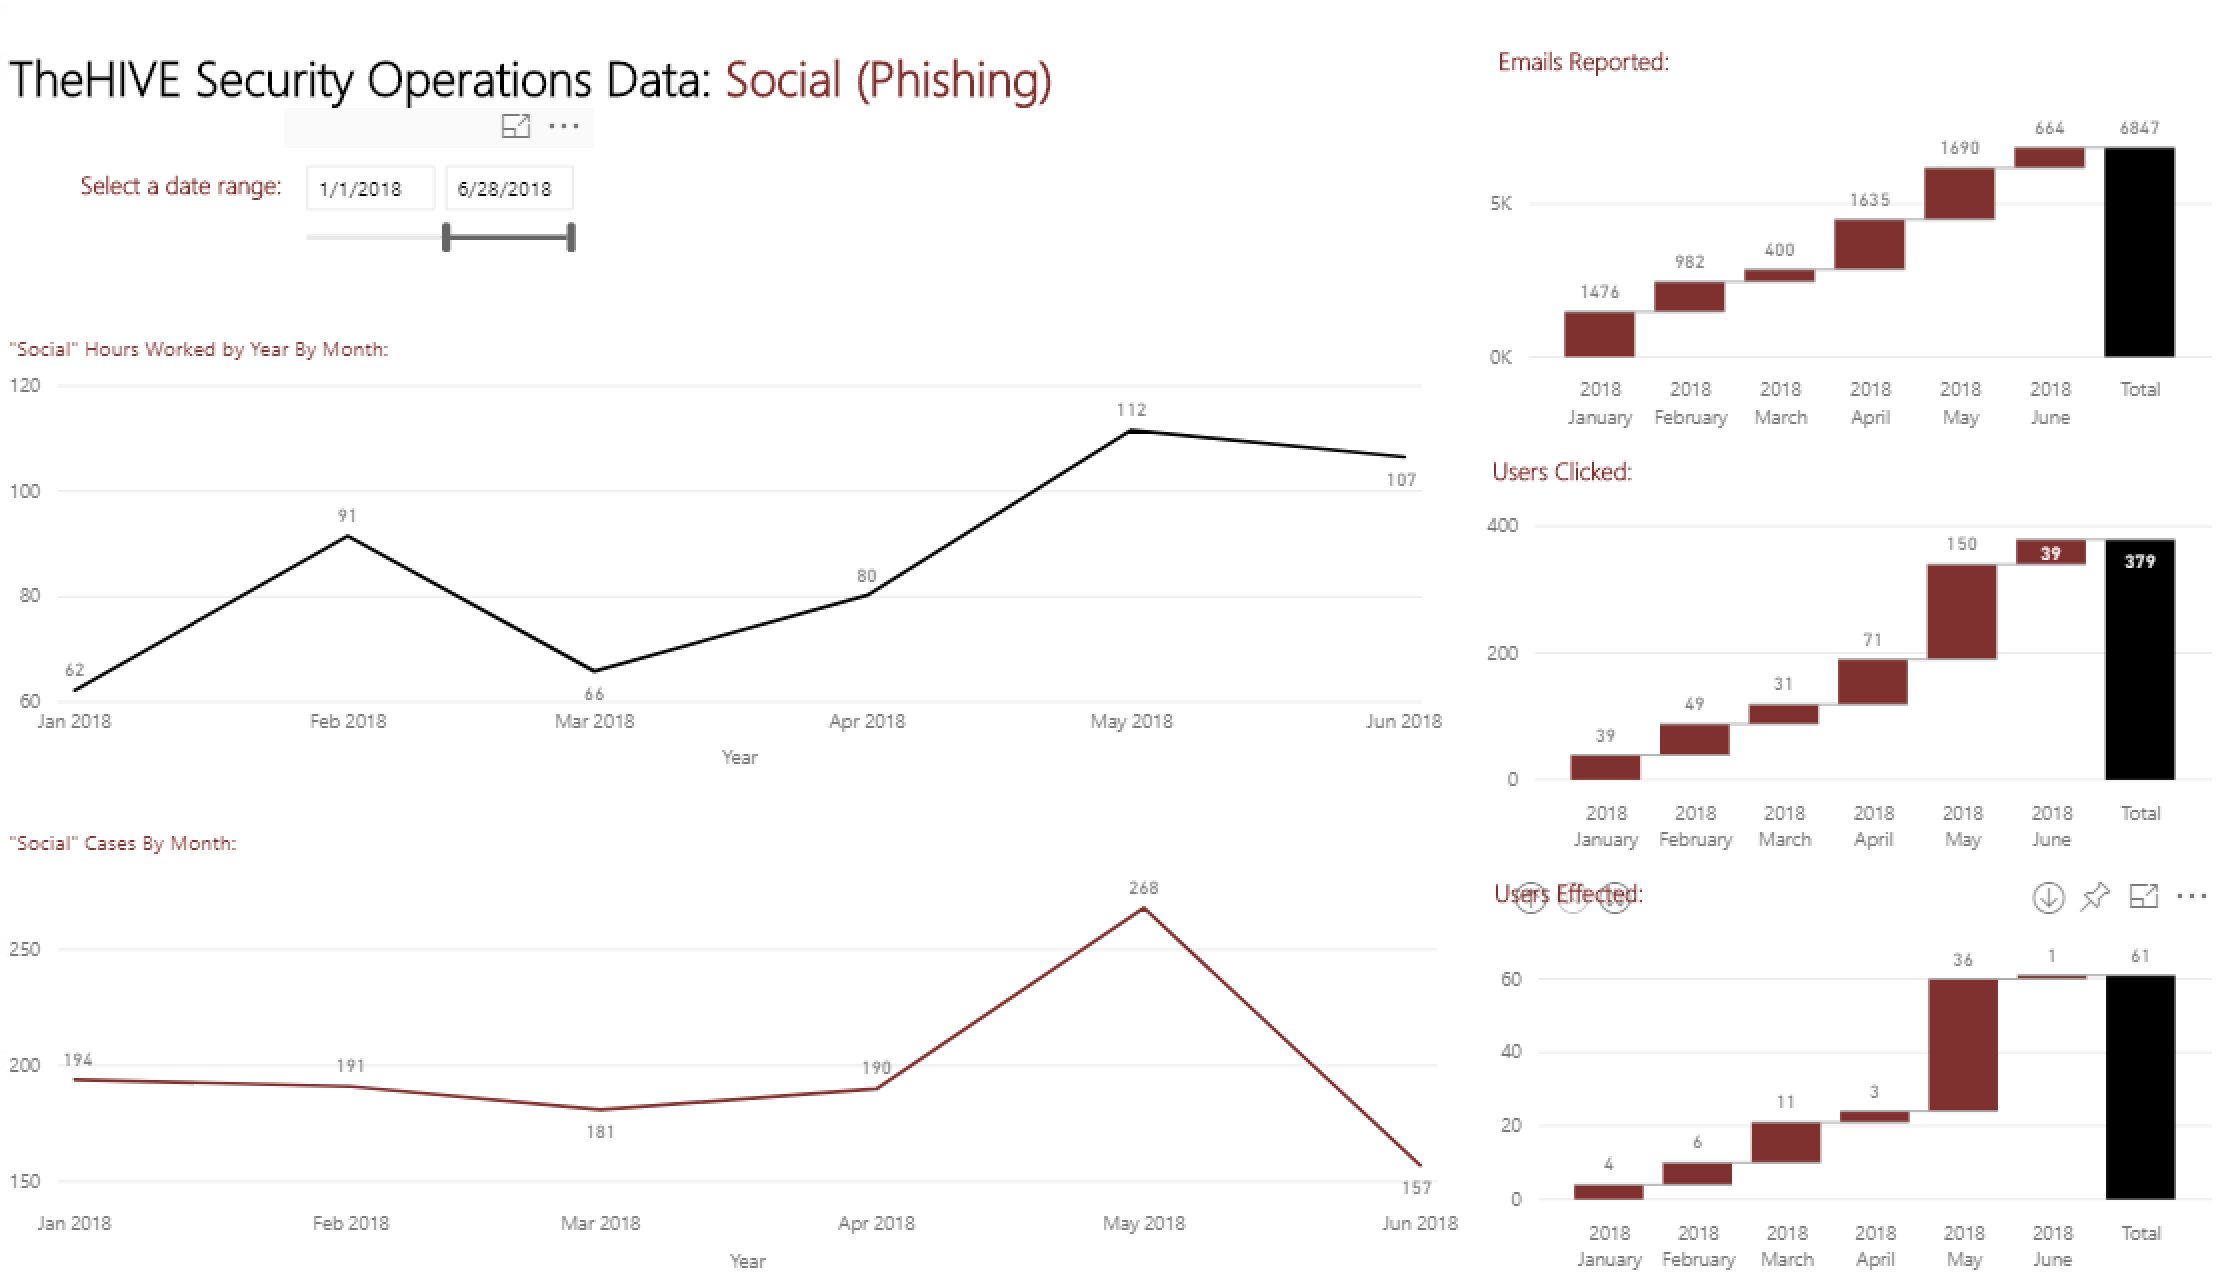 TheHIVE Security Operations Data: Social (Phishing)
Select a date range:
1/1/2018
6/28/2018
"Social" Hours Worked by Year By Month:
120
100
80
60
62
91
66
80
112
107
Jan 2018
Feb 2018
Mar 2018
Apr 2018
May 2018
Jun 2018
Year
"Social" Cases By Month:
250
200
150
194
191
181
190
268
157
Jan 2018
Feb 2018
Mar 2018
Apr 2018
May 2018
Jun 2018
Year
Emails Reported:
5K
0K
1476
982
400
1635
1690
664
6847
2018 January
2018 February
2018 March
2018 April
2018 May
2018 June
Total
Users Clicked:
400
200
0
39
49
31
71
150
39
379
2018 January
2018 February
2018 March
2018 April
2018 May
2018 June
Total
Users Effected:
60
40
20
0
4
6
11
3
36
1
61
2018 January
2018 February
2018 March
2018 April
2018 May
2018 June
Total